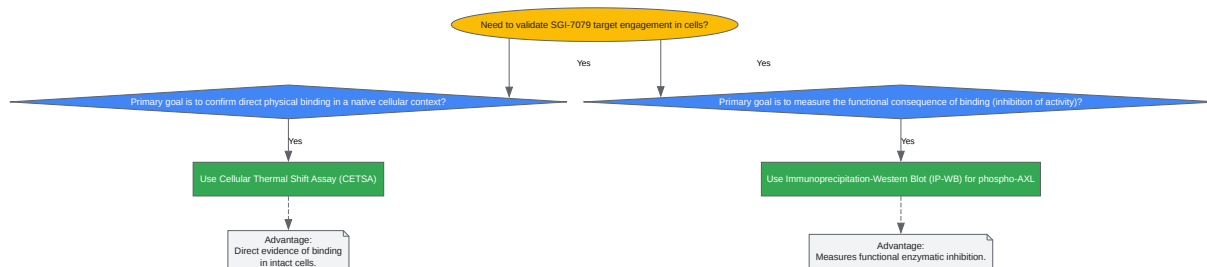 Need to validate SGI-7079 target engagement in cells?
Yes
Yes
Primary goal is to confirm direct physical binding in a native cellular context?
Primary goal is to measure the functional consequence of binding (inhibition of activity)?
Yes
Yes
Use Cellular Thermal Shift Assay (CETSA)
Use Immunoprecipitation-Western Blot (IP-WB) for phospho-AXL
Advantage:
Direct evidence of binding
in intact cells.
Advantage:
Measures functional enzymatic inhibition.